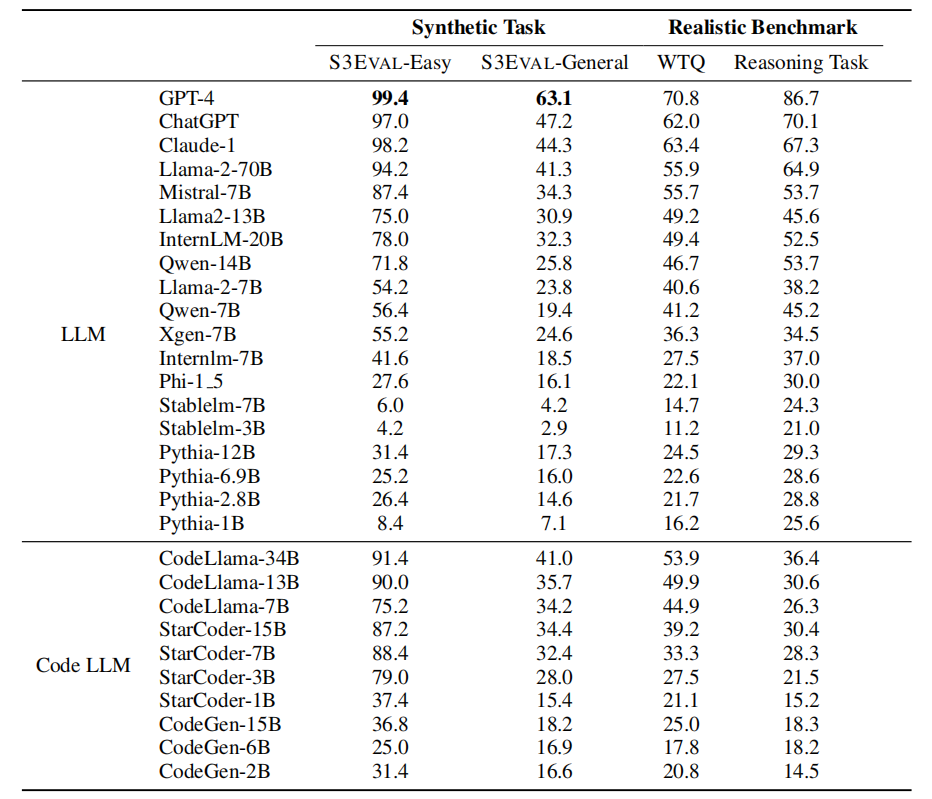 Synthetic Task Realistic Benchmark
S3EVAL-Easy S3EVAL-General WTQ Reasoning Task
GPT-4 99.4 63.1 70.8 86.7
ChatGPT 97.0 47.2 62.0 70.1
Claude-1 98.2 44.3 63.4 67.3
Llama-2-70B 94.2 41.3 55.9 64.9
Mistral-7B 87.4 34.3 55.7 53.7
Llama2-13B 75.0 30.9 49.2 45.6
InternLM-20B 78.0 32.3 49.4 52.5
Qwen-14B 71.8 25.8 46.7 53.7
Llama-2-7B 54.2 23.8 40.6 38.2
Qwen-7B 56.4 19.4 41.2 45.2
LLM Xgen-7B 55.2 24.6 36.3 34.5
Internlm-7B 41.6 18.5 27.5 37.0
Phi-1_5 27.6 16.1 22.1 30.0
Stablelm-7B 6.0 4.2 14.7 24.3
Stablelm-3B 4.2 2.9 11.2 21.0
Pythia-12B 31.4 17.3 24.5 29.3
Pythia-6.9B 25.2 16.0 22.6 28.6
Pythia-2.8B 26.4 14.6 21.7 28.8
Pythia-1B 8.4 7.1 16.2 25.6
CodeLlama-34B 91.4 41.0 53.9 36.4
CodeLlama-13B 90.0 35.7 49.9 30.6
CodeLlama-7B 75.2 34.2 44.9 26.3
StarCoder-15B 87.2 34.4 39.2 30.4
StarCoder-7B 88.4 32.4 33.3 28.3
Code LLM StarCoder-3B 79.0 28.0 27.5 21.5
StarCoder-1B 37.4 15.4 21.1 15.2
CodeGen-15B 36.8 18.2 25.0 18.3
CodeGen-6B 25.0 16.9 17.8 18.2
CodeGen-2B 31.4 16.6 20.8 14.5